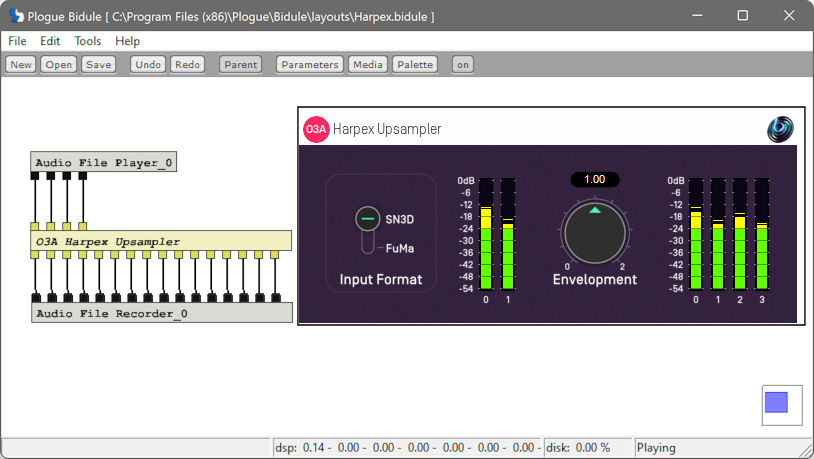 Plogue Bidule [ C:\Program Files (x86)\Plogue\Bidule\layouts\Harpex.bidule ]
File Edit Tools Help
New Open Save Undo Redo Parent Parameters Media Palette on
Audio File Player_0
O3A Harpex Upsampler
Audio File Recorder_0
O3A Harpex Upsampler
SN3D
FuMa
Input Format
0dB
-6
-12
-18
-24
-30
-36
-42
-48
-54
0 1
1.00
0 2
Envelopment
0dB
-6
-12
-18
-24
-30
-36
-42
-48
-54
0 1 2 3
dsp: 0.14 - 0.00 - 0.00 - 0.00 - 0.00 - 0.00 - 0.00 - disk: 0.00 % Playing